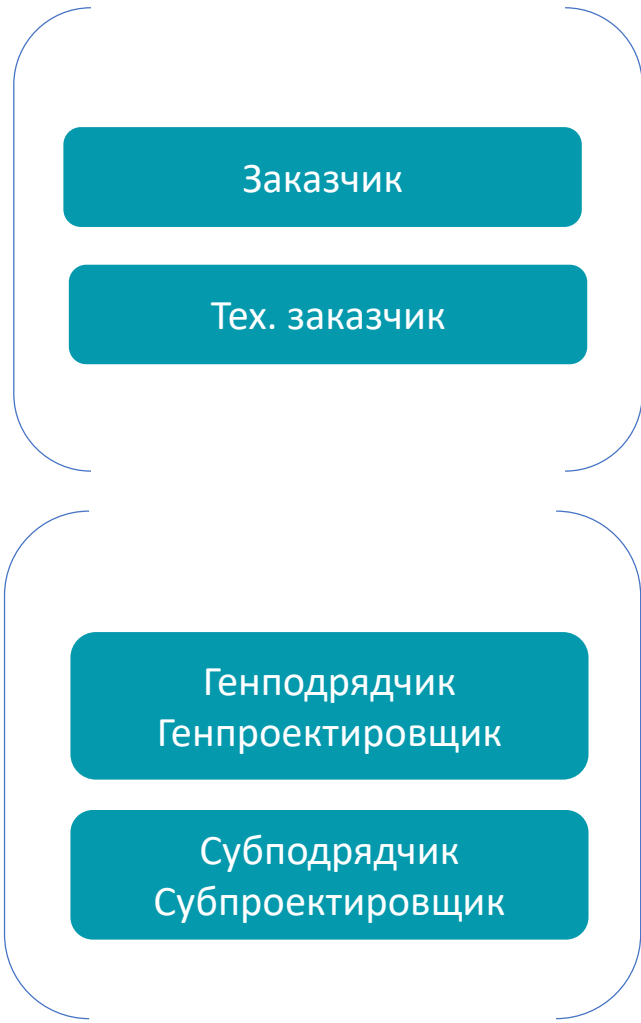 Заказчик
Тех. заказчик
Генподрядчик
Генпроектировщик
Субподрядчик
Субпроектировщик